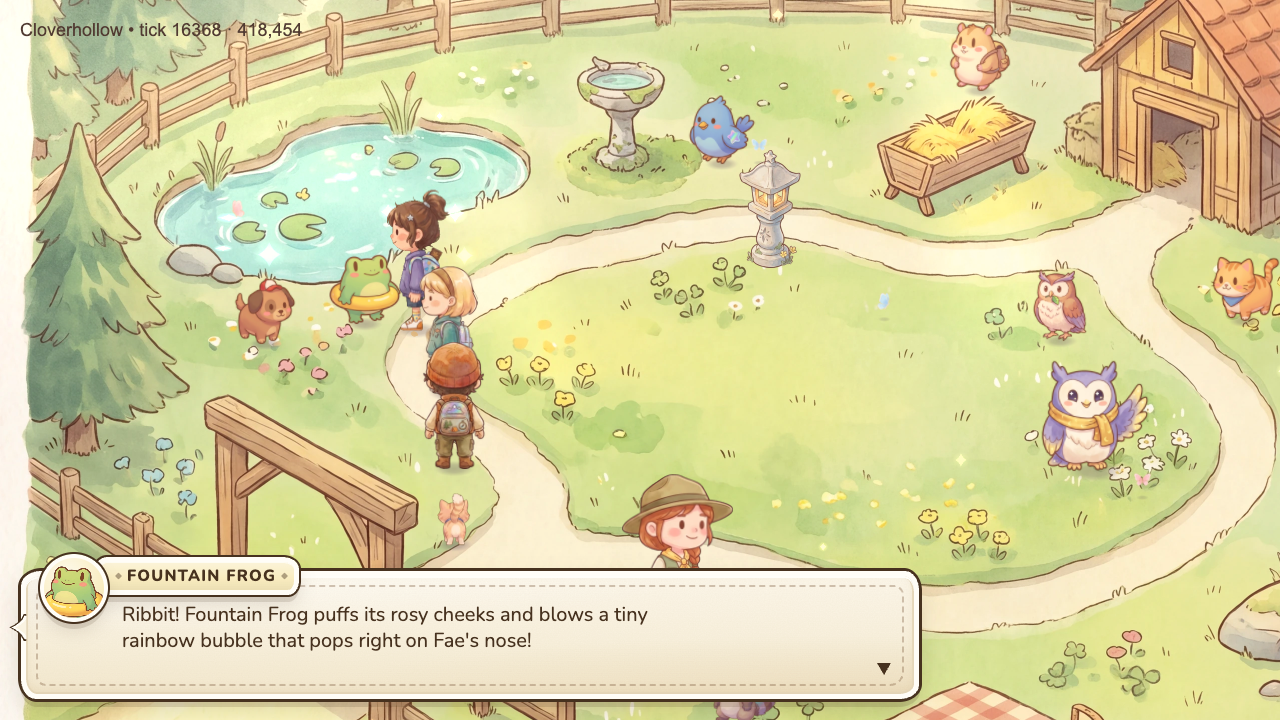 Cloverhollow • tick 16368 · 418,454
FOUNTAIN FROG
Ribbit! Fountain Frog puffs its rosy cheeks and blows a tiny
rainbow bubble that pops right on Fae's nose!